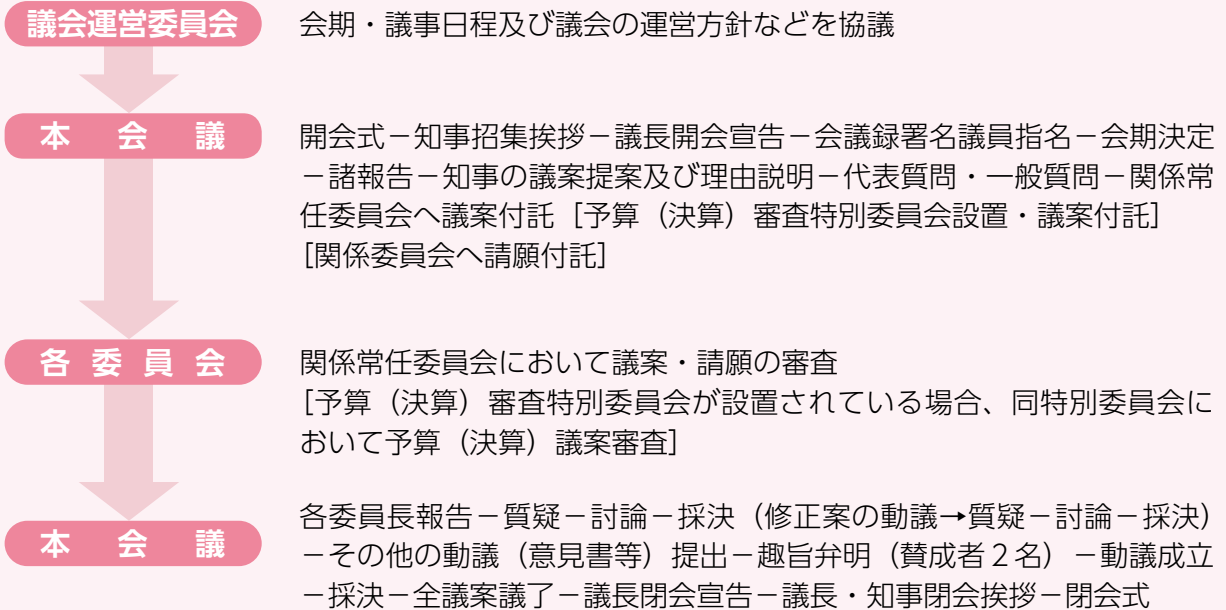 議会運営委員会
会期・議事日程及び議会の運営方針などを協議
本会議
開会式－知事招集挨拶－議長開会宣告－会議録署名議員指名－会期決定
－諸報告－知事の議案提案及び理由説明－代表質問・一般質問－関係常
任委員会へ議案付託［予算（決算）審査特別委員会設置・議案付託］
［関係委員会へ請願付託］
各委員会
関係常任委員会において議案・請願の審査
［予算（決算）審査特別委員会が設置されている場合、同特別委員会に
おいて予算（決算）議案審査］
本会議
各委員長報告－質疑－討論－採決（修正案の動議→質疑－討論－採決）
－その他の動議（意見書等）提出－趣旨弁明（賛成者２名）－動議成立
－採決－全議案議了－議長閉会宣告－議長・知事閉会挨拶－閉会式